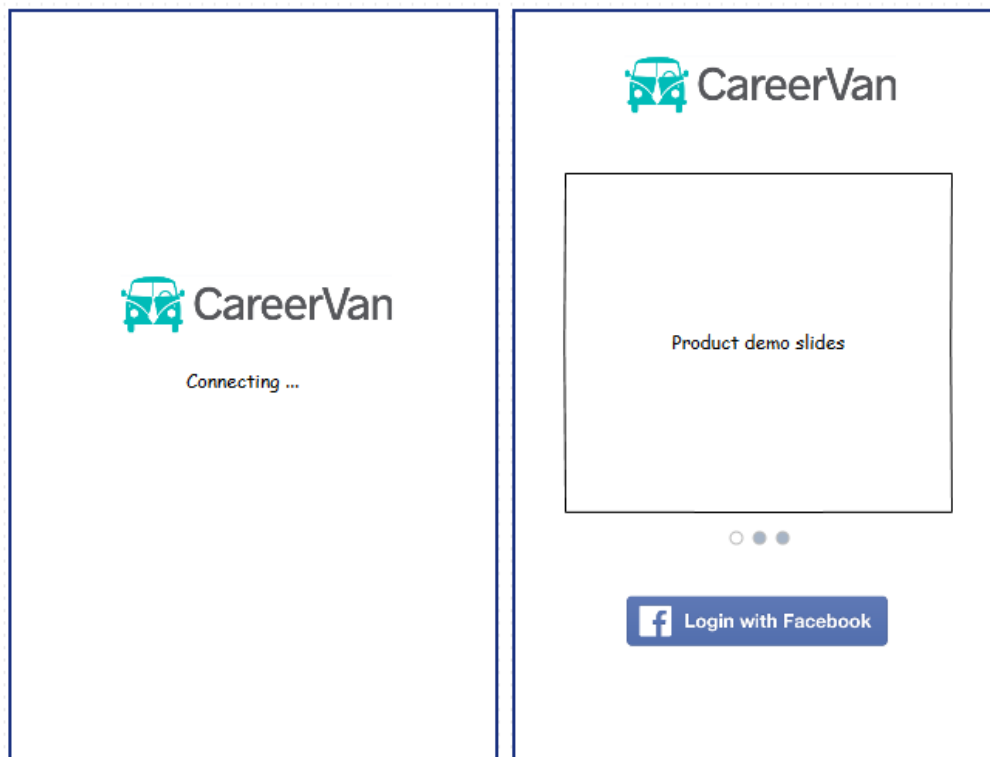 CareerVan
Connecting ...
CareerVan
Product demo slides
Login with Facebook